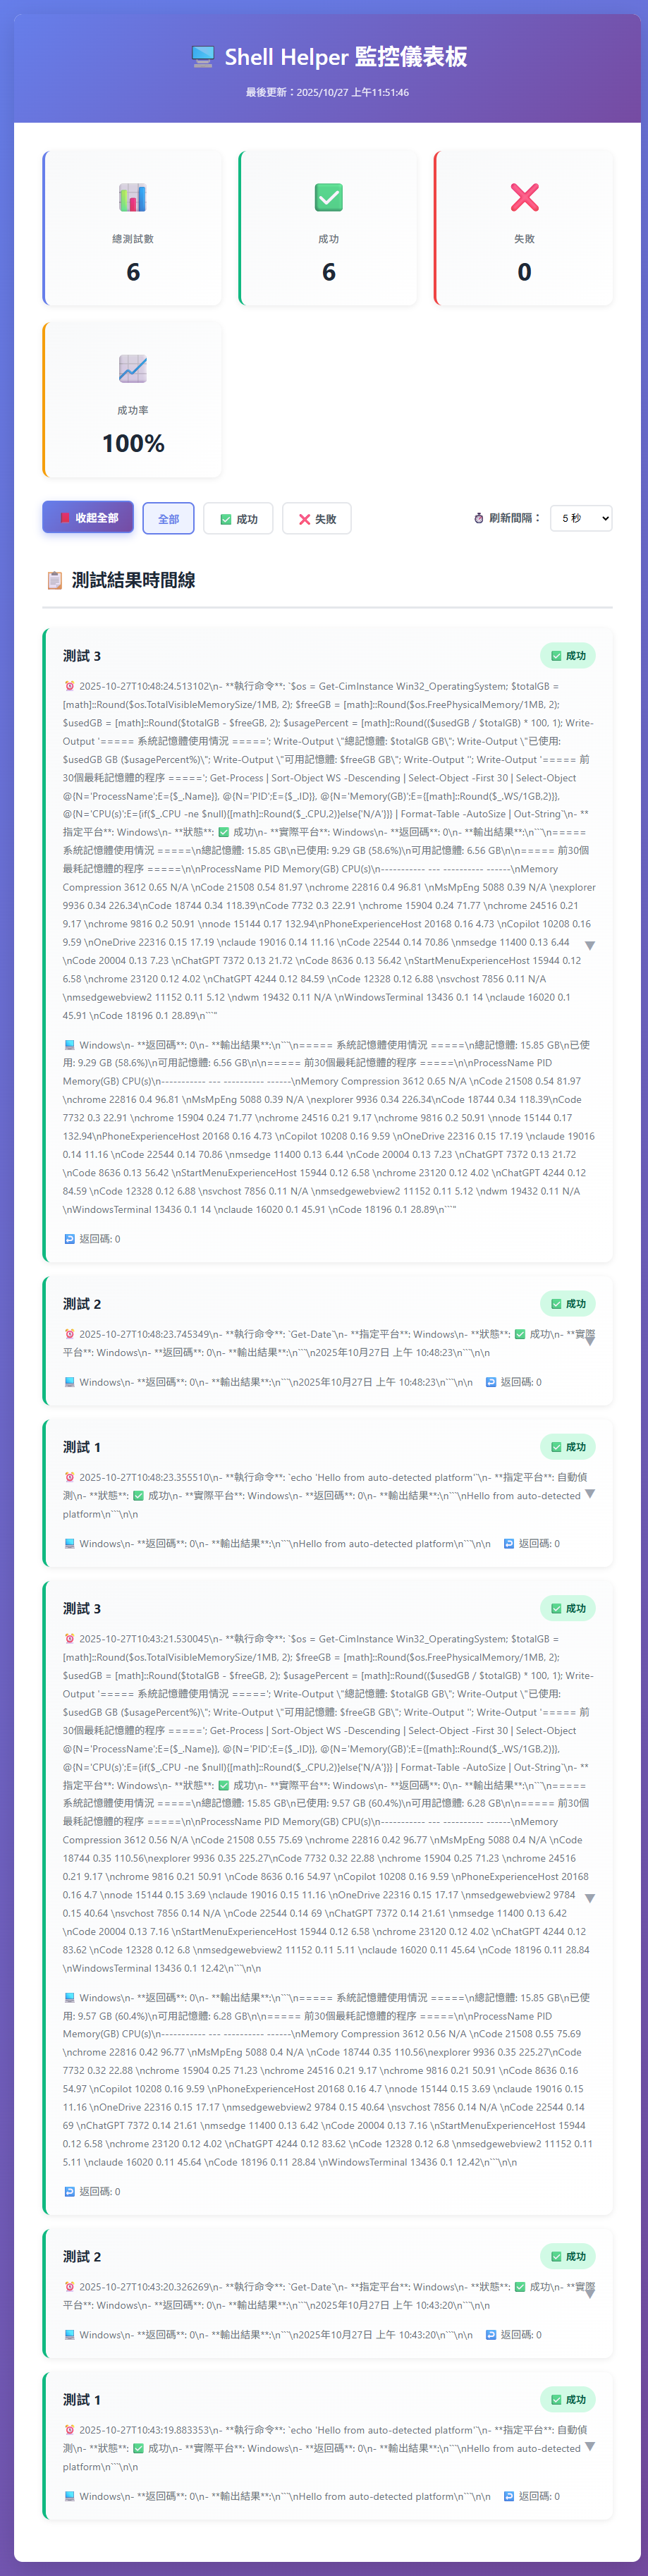 Shell Helper 監控儀表板
最後更新：2025/10/27 上午11:51:46
總測試數
6
成功
6
失敗
0
成功率
100%
收起全部
全部
成功
失敗
刷新間隔：
5 秒
測試結果時間線
測試 3
成功
2025-10-27T10:48:24.513102\n- **執行命令**: `$os = Get-CimInstance Win32_OperatingSystem; $totalGB =
[math]::Round($os.TotalVisibleMemorySize/1MB, 2); $freeGB = [math]::Round($os.FreePhysicalMemory/1MB, 2);
$usedGB = [math]::Round($totalGB - $freeGB, 2); $usagePercent = [math]::Round(($usedGB / $totalGB) * 100, 1); Write-
Output '===== 系統記憶體使用情況 ====='; Write-Output \"總記憶體: $totalGB GB\"; Write-Output \"已使用:
$usedGB GB ($usagePercent%)\"; Write-Output \"可用記憶體: $freeGB GB\"; Write-Output ''; Write-Output '===== 前
30個最耗記憶體的程序 ====='; Get-Process | Sort-Object WS -Descending | Select-Object -First 30 | Select-Object
@{N='ProcessName';E={$_.Name}}, @{N='PID';E={$_.ID}}, @{N='Memory(GB)';E={[math]::Round($_.WS/1GB,2)}},
@{N='CPU(s)';E={if($_.CPU -ne $null){[math]::Round($_.CPU,2)}else{'N/A'}}} | Format-Table -AutoSize | Out-String`\n- **
指定平台**: Windows\n- **狀態**: ✅ 成功\n- **實際平台**: Windows\n- **返回碼**: 0\n- **輸出結果**:\n```\n=====
系統記憶體使用情況 =====\n總記憶體: 15.85 GB\n已使用: 9.29 GB (58.6%)\n可用記憶體: 6.56 GB\n\n===== 前30個
最耗記憶體的程序 =====\n\nProcessName PID Memory(GB) CPU(s)\n----------- --- ---------- ------\nMemory
Compression 3612 0.65 N/A \nCode 21508 0.54 81.97 \nchrome 22816 0.4 96.81 \nMsMpEng 5088 0.39 N/A \nexplorer
9936 0.34 226.34\nCode 18744 0.34 118.39\nCode 7732 0.3 22.91 \nchrome 15904 0.24 71.77 \nchrome 24516 0.21
9.17 \nchrome 9816 0.2 50.91 \nnode 15144 0.17 132.94\nPhoneExperienceHost 20168 0.16 4.73 \nCopilot 10208 0.16
9.59 \nOneDrive 22316 0.15 17.19 \nclaude 19016 0.14 11.16 \nCode 22544 0.14 70.86 \nmsedge 11400 0.13 6.44
\nCode 20004 0.13 7.23 \nChatGPT 7372 0.13 21.72 \nCode 8636 0.13 56.42 \nStartMenuExperienceHost 15944 0.12
6.58 \nchrome 23120 0.12 4.02 \nChatGPT 4244 0.12 84.59 \nCode 12328 0.12 6.88 \nsvchost 7856 0.11 N/A
\nmsedgewebview2 11152 0.11 5.12 \ndwm 19432 0.11 N/A \nWindowsTerminal 13436 0.1 14 \nclaude 16020 0.1
45.91 \nCode 18196 0.1 28.89\n```"
Windows\n- **返回碼**: 0\n- **輸出結果**:\n```\n===== 系統記憶體使用情況 =====\n總記憶體: 15.85 GB\n已使
用: 9.29 GB (58.6%)\n可用記憶體: 6.56 GB\n\n===== 前30個最耗記憶體的程序 =====\n\nProcessName PID
Memory(GB) CPU(s)\n----------- --- ---------- ------\nMemory Compression 3612 0.65 N/A \nCode 21508 0.54 81.97
\nchrome 22816 0.4 96.81 \nMsMpEng 5088 0.39 N/A \nexplorer 9936 0.34 226.34\nCode 18744 0.34 118.39\nCode
7732 0.3 22.91 \nchrome 15904 0.24 71.77 \nchrome 24516 0.21 9.17 \nchrome 9816 0.2 50.91 \nnode 15144 0.17
132.94\nPhoneExperienceHost 20168 0.16 4.73 \nCopilot 10208 0.16 9.59 \nOneDrive 22316 0.15 17.19 \nclaude 19016
0.14 11.16 \nCode 22544 0.14 70.86 \nmsedge 11400 0.13 6.44 \nCode 20004 0.13 7.23 \nChatGPT 7372 0.13 21.72
\nCode 8636 0.13 56.42 \nStartMenuExperienceHost 15944 0.12 6.58 \nchrome 23120 0.12 4.02 \nChatGPT 4244 0.12
84.59 \nCode 12328 0.12 6.88 \nsvchost 7856 0.11 N/A \nmsedgewebview2 11152 0.11 5.12 \ndwm 19432 0.11 N/A
\nWindowsTerminal 13436 0.1 14 \nclaude 16020 0.1 45.91 \nCode 18196 0.1 28.89\n```"
返回碼: 0
測試 2
成功
2025-10-27T10:48:23.745349\n- **執行命令**: `Get-Date`\n- **指定平台**: Windows\n- **狀態**: ✅ 成功\n- **實際
平台**: Windows\n- **返回碼**: 0\n- **輸出結果**:\n```\n2025年10月27日 上午 10:48:23\n```\n\n
Windows\n- **返回碼**: 0\n- **輸出結果**:\n```\n2025年10月27日 上午 10:48:23\n```\n\n 返回碼: 0
測試 1
成功
2025-10-27T10:48:23.355510\n- **執行命令**: `echo 'Hello from auto-detected platform'`\n- **指定平台**: 自動偵
測\n- **狀態**: ✅ 成功\n- **實際平台**: Windows\n- **返回碼**: 0\n- **輸出結果**:\n```\nHello from auto-detected
platform\n```\n\n
Windows\n- **返回碼**: 0\n- **輸出結果**:\n```\nHello from auto-detected platform\n```\n\n 返回碼: 0
測試 3
成功
2025-10-27T10:43:21.530045\n- **執行命令**: `$os = Get-CimInstance Win32_OperatingSystem; $totalGB =
[math]::Round($os.TotalVisibleMemorySize/1MB, 2); $freeGB = [math]::Round($os.FreePhysicalMemory/1MB, 2);
$usedGB = [math]::Round($totalGB - $freeGB, 2); $usagePercent = [math]::Round(($usedGB / $totalGB) * 100, 1); Write-
Output '===== 系統記憶體使用情況 ====='; Write-Output \"總記憶體: $totalGB GB\"; Write-Output \"已使用:
$usedGB GB ($usagePercent%)\"; Write-Output \"可用記憶體: $freeGB GB\"; Write-Output ''; Write-Output '===== 前
30個最耗記憶體的程序 ====='; Get-Process | Sort-Object WS -Descending | Select-Object -First 30 | Select-Object
@{N='ProcessName';E={$_.Name}}, @{N='PID';E={$_.ID}}, @{N='Memory(GB)';E={[math]::Round($_.WS/1GB,2)}},
@{N='CPU(s)';E={if($_.CPU -ne $null){[math]::Round($_.CPU,2)}else{'N/A'}}} | Format-Table -AutoSize | Out-String`\n- **
指定平台**: Windows\n- **狀態**: ✅ 成功\n- **實際平台**: Windows\n- **返回碼**: 0\n- **輸出結果**:\n```\n=====
系統記憶體使用情況 =====\n總記憶體: 15.85 GB\n已使用: 9.57 GB (60.4%)\n可用記憶體: 6.28 GB\n\n===== 前30個
最耗記憶體的程序 =====\n\nProcessName PID Memory(GB) CPU(s)\n----------- --- ---------- ------\nMemory
Compression 3612 0.56 N/A \nCode 21508 0.55 75.69 \nchrome 22816 0.42 96.77 \nMsMpEng 5088 0.4 N/A \nCode
18744 0.35 110.56\nexplorer 9936 0.35 225.27\nCode 7732 0.32 22.88 \nchrome 15904 0.25 71.23 \nchrome 24516
0.21 9.17 \nchrome 9816 0.21 50.91 \nCode 8636 0.16 54.97 \nCopilot 10208 0.16 9.59 \nPhoneExperienceHost 20168
0.16 4.7 \nnode 15144 0.15 3.69 \nclaude 19016 0.15 11.16 \nOneDrive 22316 0.15 17.17 \nmsedgewebview2 9784
0.15 40.64 \nsvchost 7856 0.14 N/A \nCode 22544 0.14 69 \nChatGPT 7372 0.14 21.61 \nmsedge 11400 0.13 6.42
\nCode 20004 0.13 7.16 \nStartMenuExperienceHost 15944 0.12 6.58 \nchrome 23120 0.12 4.02 \nChatGPT 4244 0.12
83.62 \nCode 12328 0.12 6.8 \nmsedgewebview2 11152 0.11 5.11 \nclaude 16020 0.11 45.64 \nCode 18196 0.11 28.84
\nWindowsTerminal 13436 0.1 12.42\n```\n\n
Windows\n- **返回碼**: 0\n- **輸出結果**:\n```\n===== 系統記憶體使用情況 =====\n總記憶體: 15.85 GB\n已使
用: 9.57 GB (60.4%)\n可用記憶體: 6.28 GB\n\n===== 前30個最耗記憶體的程序 =====\n\nProcessName PID
Memory(GB) CPU(s)\n----------- --- ---------- ------\nMemory Compression 3612 0.56 N/A \nCode 21508 0.55 75.69
\nchrome 22816 0.42 96.77 \nMsMpEng 5088 0.4 N/A \nCode 18744 0.35 110.56\nexplorer 9936 0.35 225.27\nCode
7732 0.32 22.88 \nchrome 15904 0.25 71.23 \nchrome 24516 0.21 9.17 \nchrome 9816 0.21 50.91 \nCode 8636 0.16
54.97 \nCopilot 10208 0.16 9.59 \nPhoneExperienceHost 20168 0.16 4.7 \nnode 15144 0.15 3.69 \nclaude 19016 0.15
11.16 \nOneDrive 22316 0.15 17.17 \nmsedgewebview2 9784 0.15 40.64 \nsvchost 7856 0.14 N/A \nCode 22544 0.14
69 \nChatGPT 7372 0.14 21.61 \nmsedge 11400 0.13 6.42 \nCode 20004 0.13 7.16 \nStartMenuExperienceHost 15944
0.12 6.58 \nchrome 23120 0.12 4.02 \nChatGPT 4244 0.12 83.62 \nCode 12328 0.12 6.8 \nmsedgewebview2 11152 0.11
5.11 \nclaude 16020 0.11 45.64 \nCode 18196 0.11 28.84 \nWindowsTerminal 13436 0.1 12.42\n```\n\n
返回碼: 0
測試 2
成功
2025-10-27T10:43:20.326269\n- **執行命令**: `Get-Date`\n- **指定平台**: Windows\n- **狀態**: ✅ 成功\n- **實際
平台**: Windows\n- **返回碼**: 0\n- **輸出結果**:\n```\n2025年10月27日 上午 10:43:20\n```\n\n
Windows\n- **返回碼**: 0\n- **輸出結果**:\n```\n2025年10月27日 上午 10:43:20\n```\n\n 返回碼: 0
測試 1
成功
2025-10-27T10:43:19.883353\n- **執行命令**: `echo 'Hello from auto-detected platform'`\n- **指定平台**: 自動偵
測\n- **狀態**: ✅ 成功\n- **實際平台**: Windows\n- **返回碼**: 0\n- **輸出結果**:\n```\nHello from auto-detected
platform\n```\n\n
Windows\n- **返回碼**: 0\n- **輸出結果**:\n```\nHello from auto-detected platform\n```\n\n 返回碼: 0